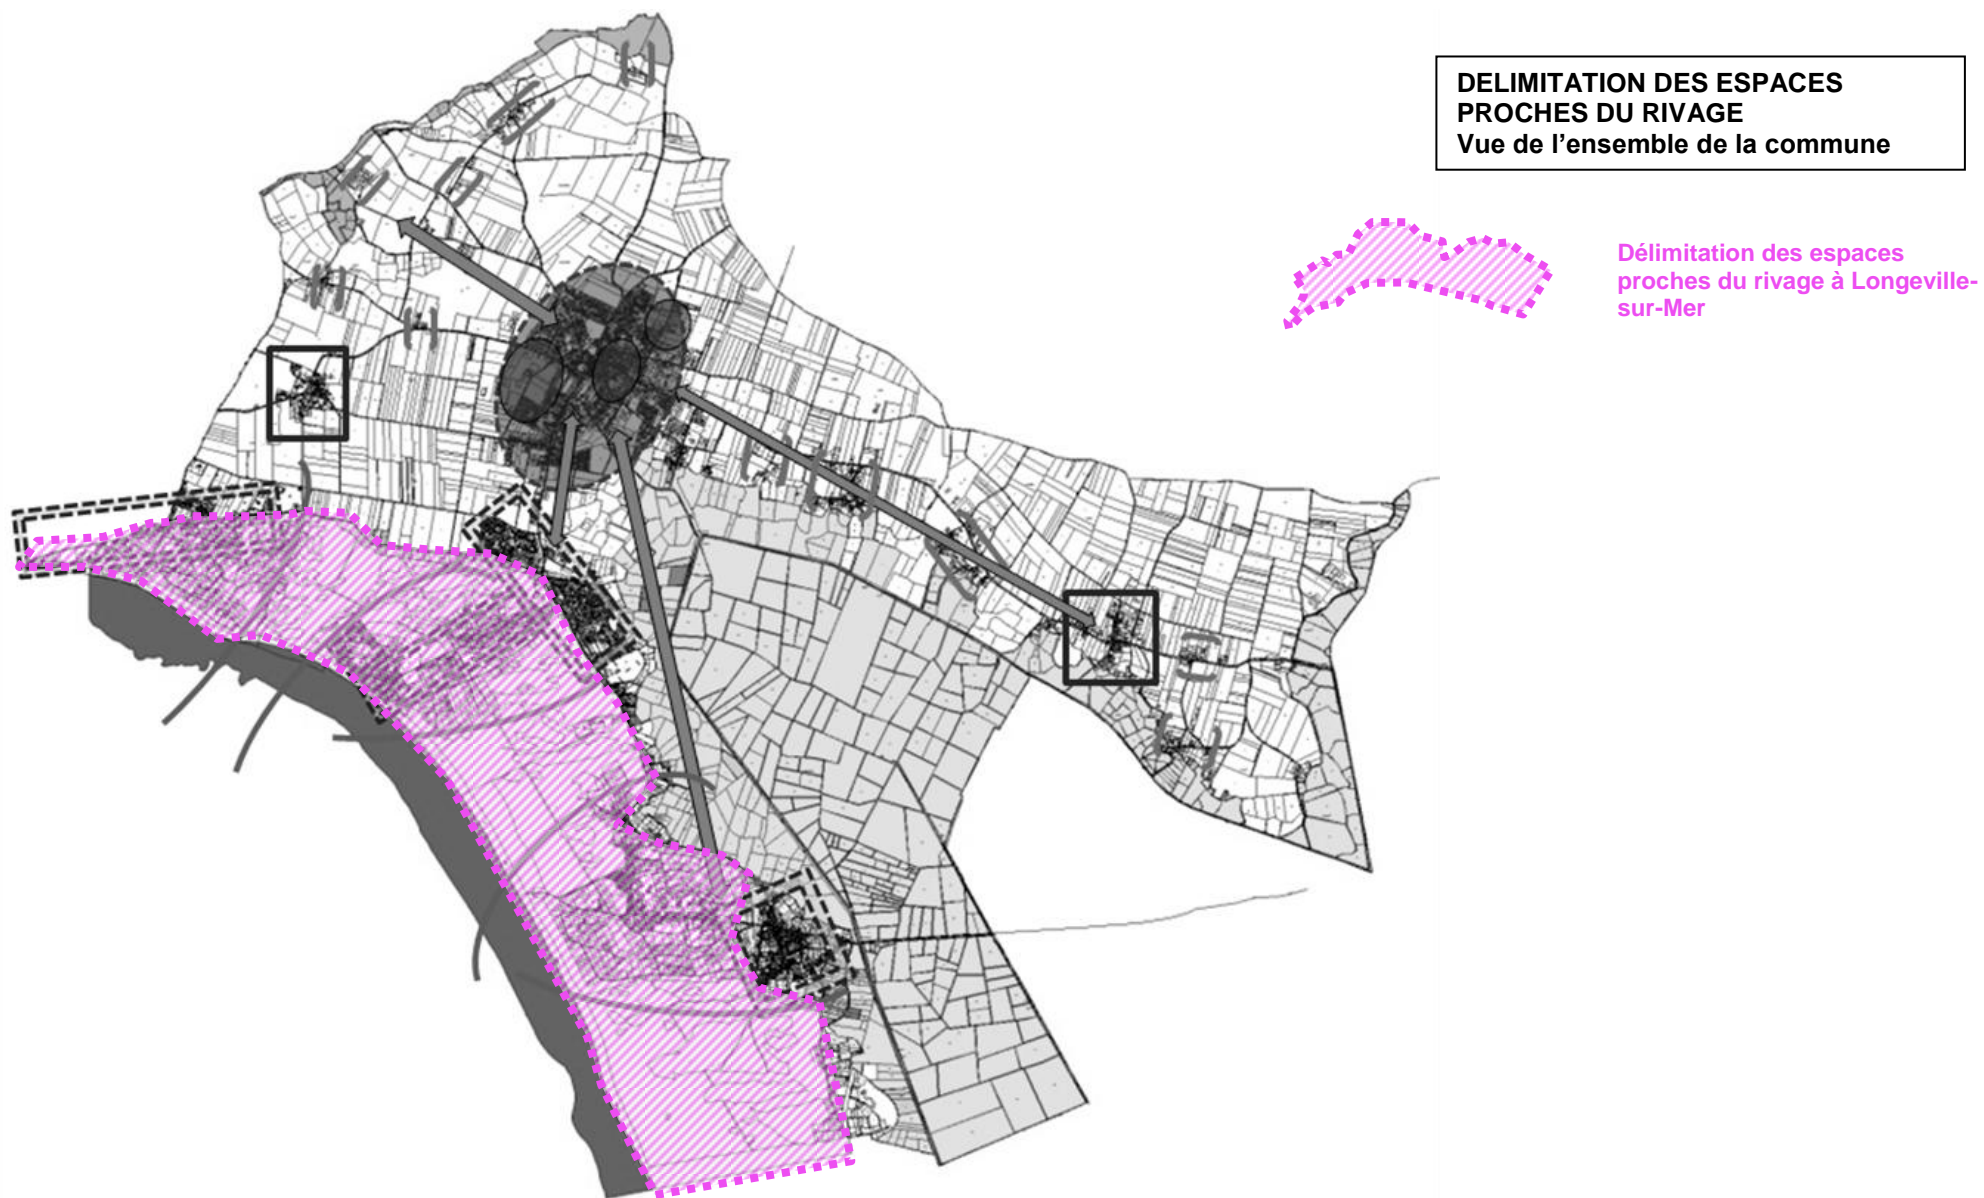 DELIMITATION DES ESPACES
PROCHES DU RIVAGE
Vue de l'ensemble de la commune
Délimitation des espaces
proches du rivage à Longeville-
sur-Mer